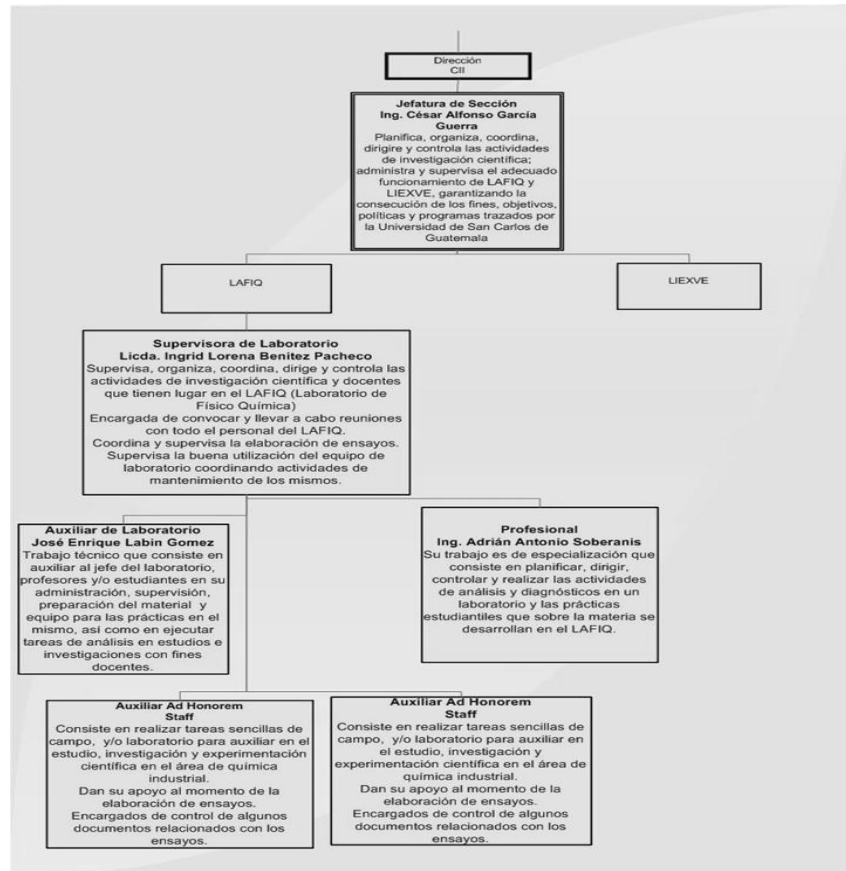 Dirección
CII
Jefatura de Sección
Ing. César Alfonso García
Guerra
Planifica, organiza, coordina,
dirigire y controla las actividades
de investigación científica;
administra y supervisa el adecuado
funcionamiento de LAFIQ y
LIEXVE, garantizando la
consecución de los fines, objetivos,
políticas y programas trazados por
la Universidad de San Carlos de
Guatemala
LAFIQ
LIEXVE
Supervisora de Laboratorio
Licda. Ingrid Lorena Benitez Pacheco
Supervisa, organiza, coordina, dirige y controla las
actividades de investigación científica y docentes
que tienen lugar en el LAFIQ (Laboratorio de
Físico Química)
Encargada de convocar y llevar a cabo reuniones
con todo el personal del LAFIQ.
Coordina y supervisa la elaboración de ensayos.
Supervisa la buena utilización del equipo de
laboratorio coordinando actividades de
mantenimiento de los mismos.
Auxiliar de Laboratorio
José Enrique Labin Gomez
Trabajo técnico que consiste en
auxiliar al jefe del laboratorio,
profesores y/o estudiantes en su
administración, supervisión,
preparación del material y
equipo para las prácticas en el
mismo, así como en ejecutar
tareas de análisis en estudios e
investigaciones con fines
docentes.
Profesional
Ing. Adrián Antonio Soberanis
Su trabajo es de especialización que
consiste en planificar, dirigir,
controlar y realizar las actividades
de análisis y diagnósticos en un
laboratorio y las prácticas
estudiantiles que sobre la materia se
desarrollan en el LAFIQ.
Auxiliar Ad Honorem
Staff
Consiste en realizar tareas sencillas de
campo, y/o laboratorio para auxiliar en el
estudio, investigación y experimentación
científica en el área de química
industrial.
Dan su apoyo al momento de la
elaboración de ensayos.
Encargados de control de algunos
documentos relacionados con los
ensayos.
Auxiliar Ad Honorem
Staff
Consiste en realizar tareas sencillas de
campo, y/o laboratorio para auxiliar en
el estudio, investigación y
experimentación científica en el área de
química industrial.
Dan su apoyo al momento de la
elaboración de ensayos.
Encargados de control de algunos
documentos relacionados con los
ensayos.